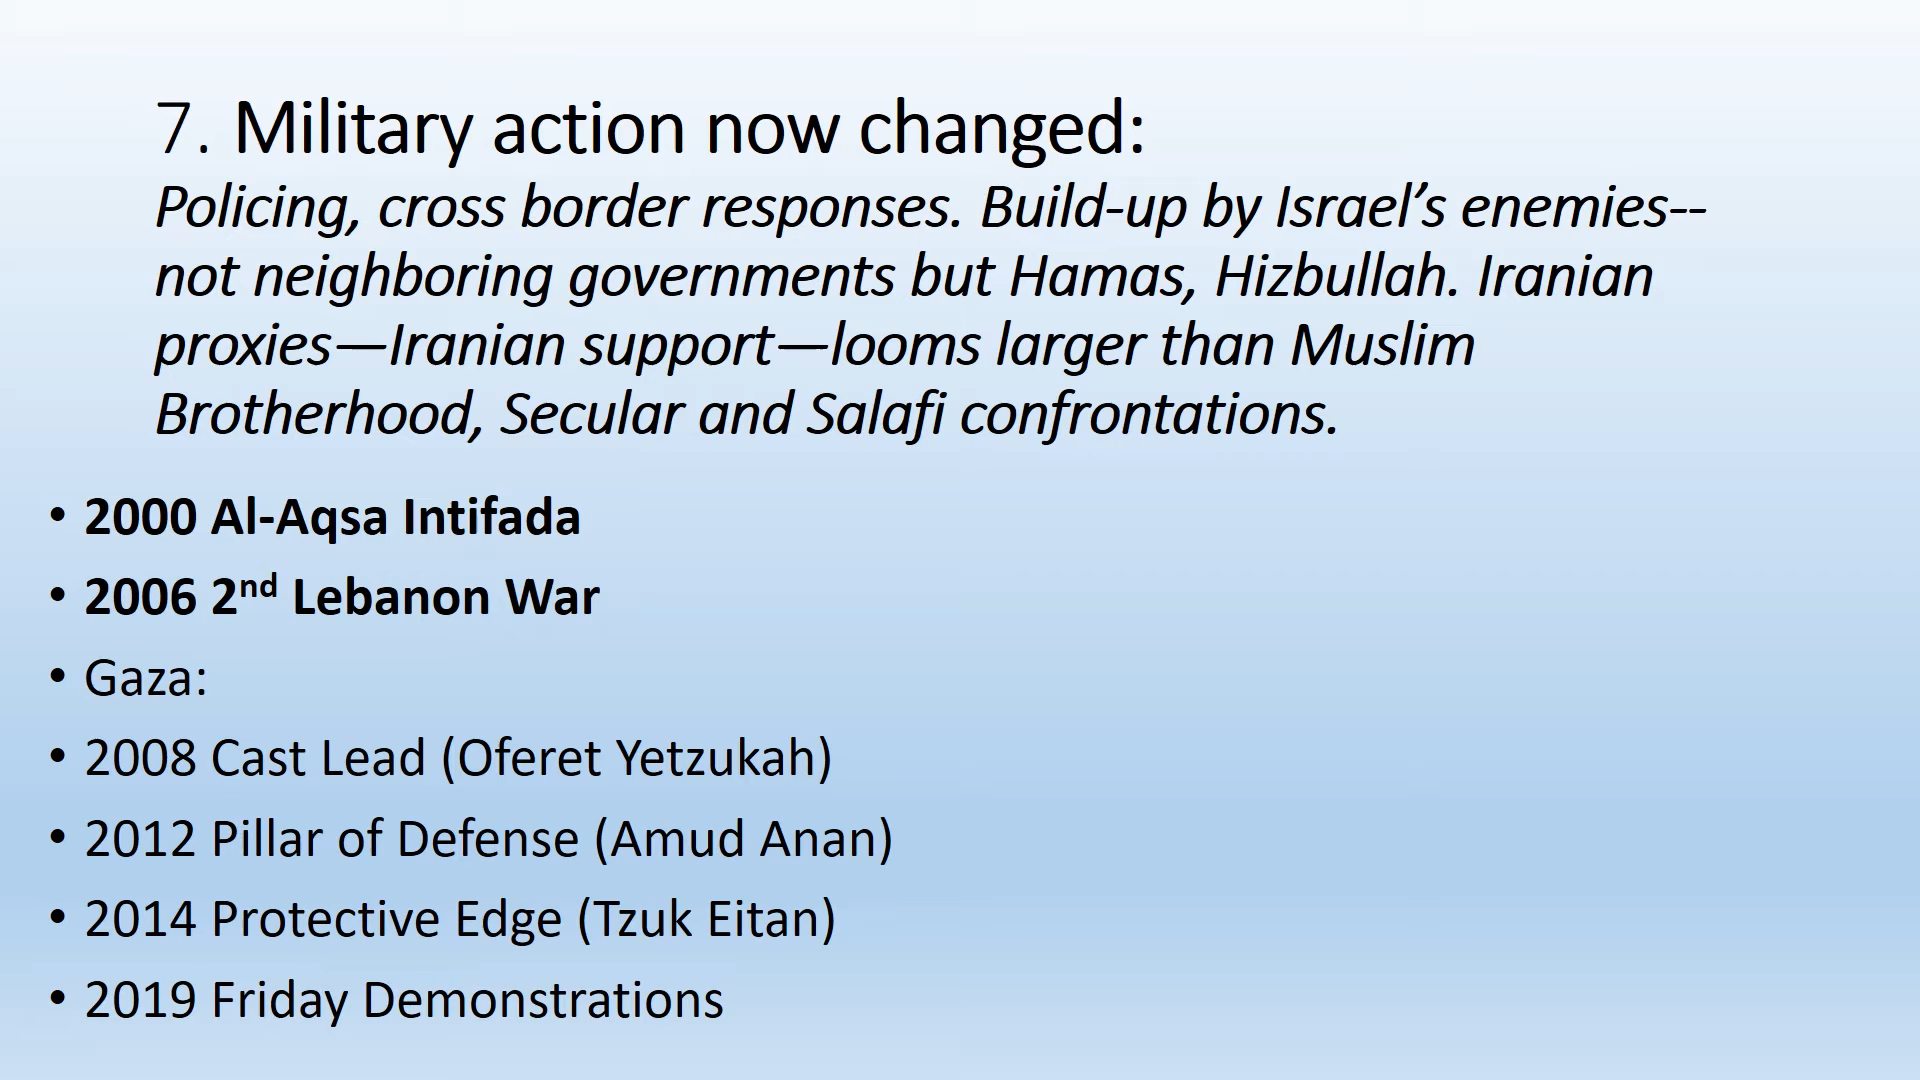 7. Military action now changed:
Policing, cross border responses. Build-up by Israel’s enemies--
not neighboring governments but Hamas, Hizbullah. Iranian
proxies—Iranian support—looms larger than Muslim
Brotherhood, Secular and Salafi confrontations.
• 2000 Al-Aqsa Intifada
• 2006 2nd Lebanon War
• Gaza:
• 2008 Cast Lead (Oferet Yetzukah)
• 2012 Pillar of Defense (Amud Anan)
• 2014 Protective Edge (Tzuk Eitan)
• 2019 Friday Demonstrations